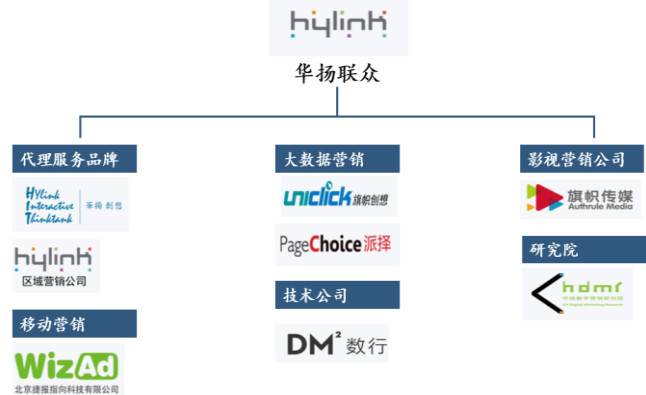 hylink
华扬联众
代理服务品牌
HYlink
Interactive
Thinktank
華揚創想
hylink
区域营销公司
移动营销
WizAd
北京捷报指向科技有限公司
大数据营销
uniclick 旗帜创想
PageChoice 派择
技术公司
DM² 数行
影视营销公司
旗帜传媒
Authrule Media
研究院
hdmr